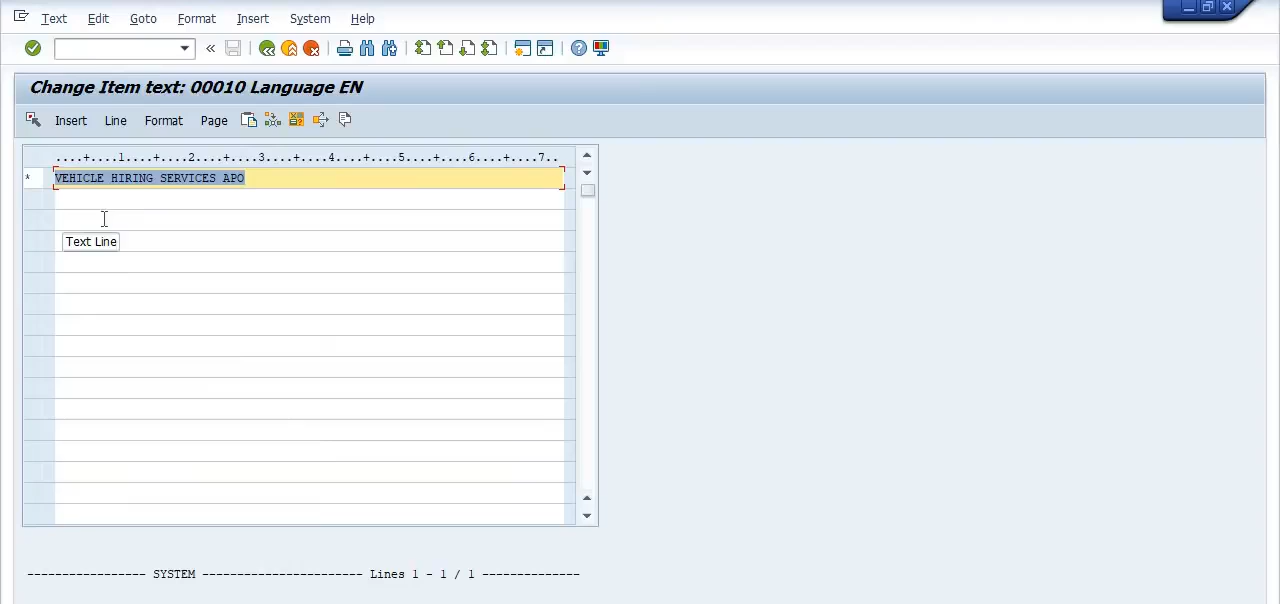 Text Edit Goto Format Insert System Help
Change Item text: 00010 Language EN
Insert Line Format Page
....+....1....+....2....+....3....+....4....+....5....+....6....+....7..
* VEHICLE HIRING SERVICES APO
Text Line
----------------- SYSTEM ----------------------- Lines 1 - 1 / 1 --------------